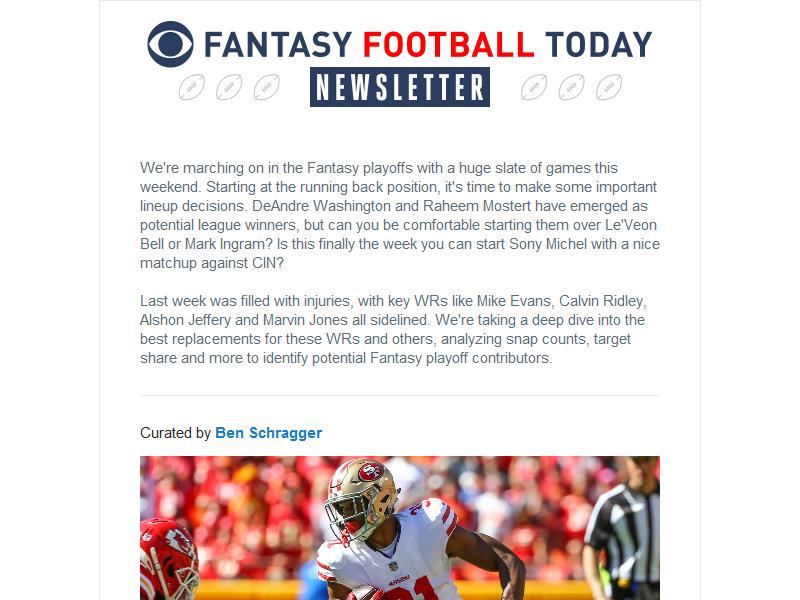 FANTASY FOOTBALL TODAY
NEWSLETTER
We're marching on in the Fantasy playoffs with a huge slate of games this
weekend. Starting at the running back position, it's time to make some important
lineup decisions. DeAndre Washington and Raheem Mostert have emerged as
potential league winners, but can you be comfortable starting them over Le'Veon
Bell or Mark Ingram? Is this finally the week you can start Sony Michel with a nice
matchup against CIN?
Last week was filled with injuries, with key WRs like Mike Evans, Calvin Ridley,
Alshon Jeffery and Marvin Jones all sidelined. We're taking a deep dive into the
best replacements for these WRs and others, analyzing snap counts, target
share and more to identify potential Fantasy playoff contributors.
Curated by Ben Schragger
SF
49ERS
31